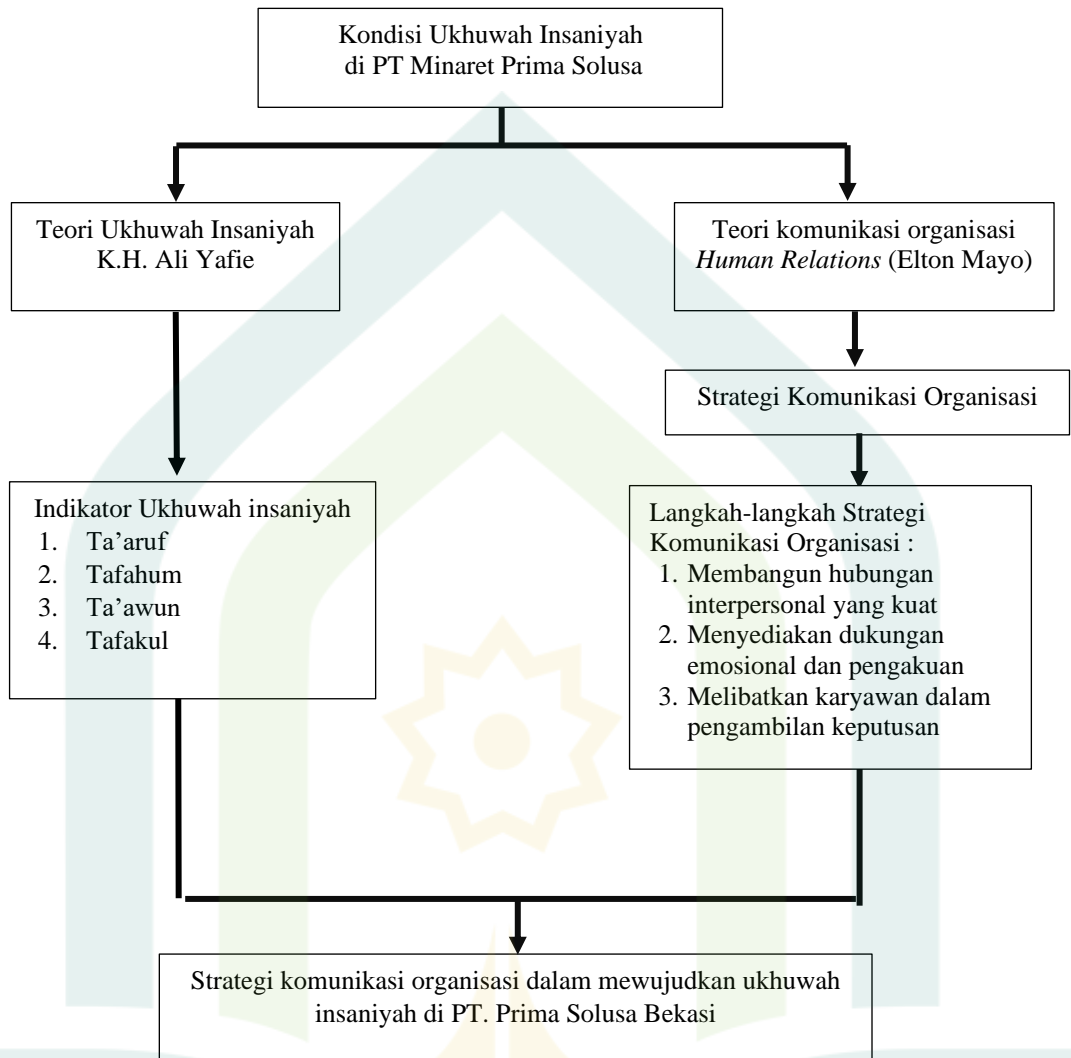 Kondisi Ukhuwah Insaniyah
di PT Minaret Prima Solusa
Teori Ukhuwah Insaniyah
K.H. Ali Yafie
Teori komunikasi organisasi
Human Relations (Elton Mayo)
Strategi Komunikasi Organisasi
Indikator Ukhuwah insaniyah
1. Ta’aruf
2. Tafahum
3. Ta’awun
4. Tafakul
Langkah-langkah Strategi
Komunikasi Organisasi :
1. Membangun hubungan
interpersonal yang kuat
2. Menyediakan dukungan
emosional dan pengakuan
3. Melibatkan karyawan dalam
pengambilan keputusan
Strategi komunikasi organisasi dalam mewujudkan ukhuwah
insaniyah di PT. Prima Solusa Bekasi